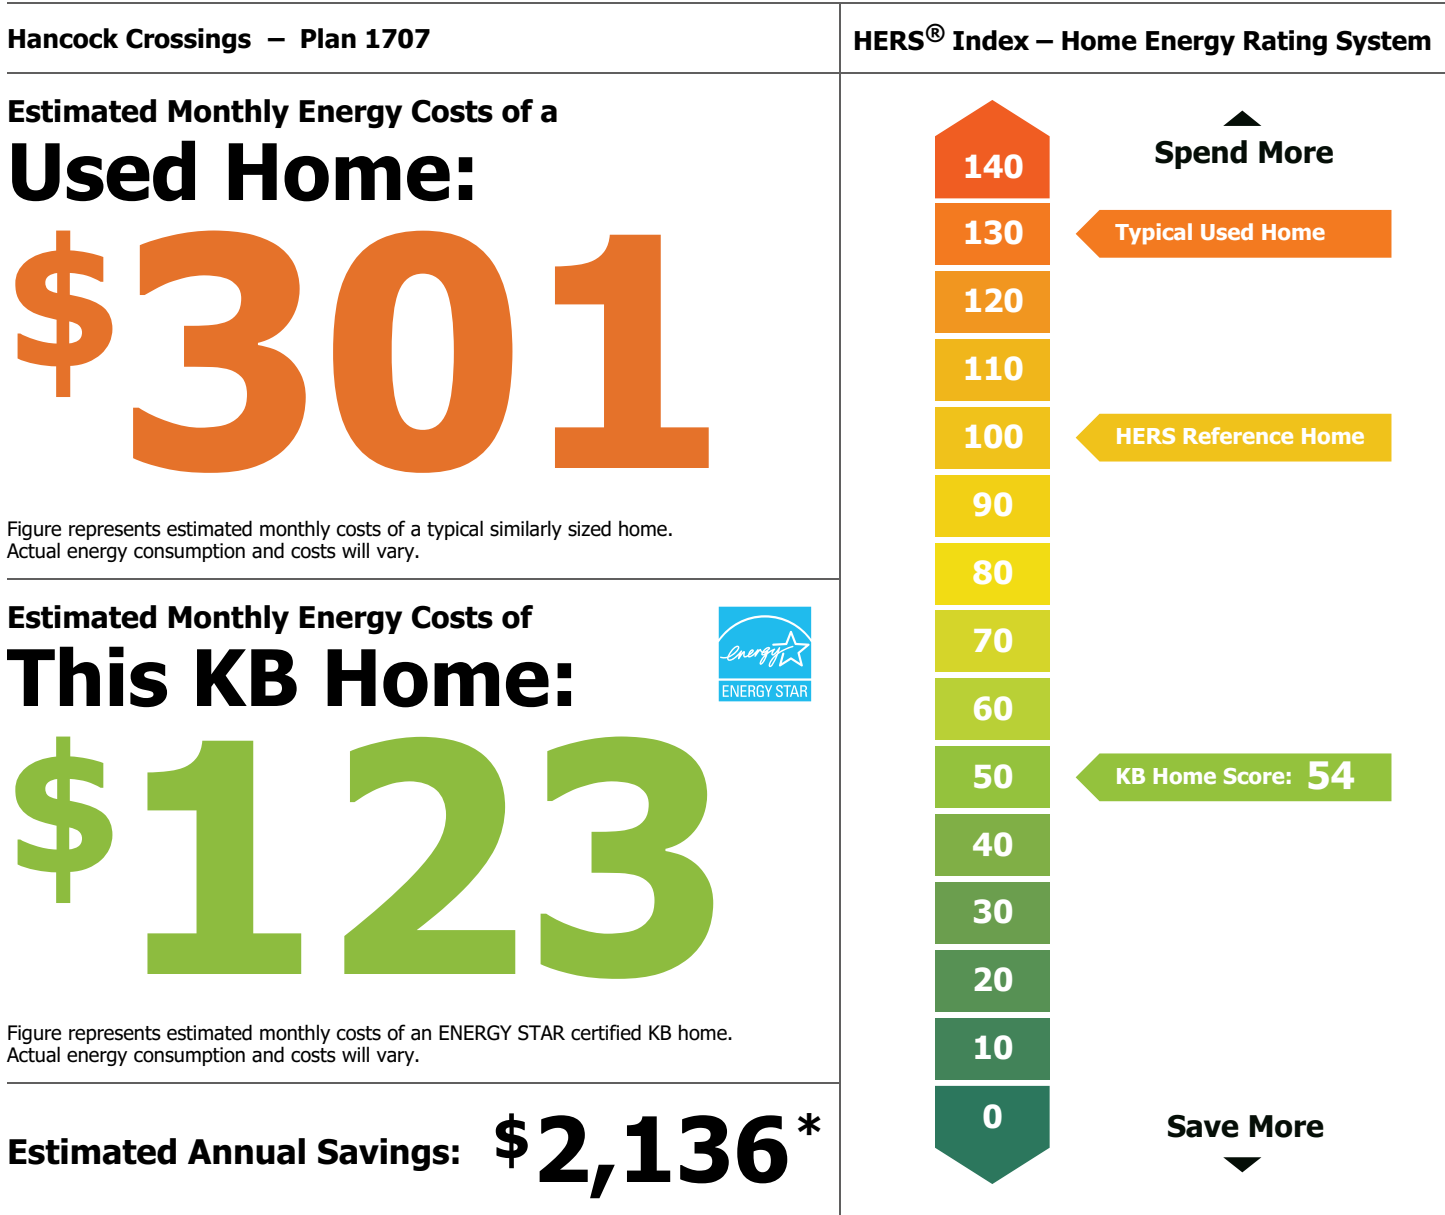 Hancock Crossings – Plan 1707
Estimated Monthly Energy Costs of a
Used Home:
$301
Figure represents estimated monthly costs of a typical similarly sized home.
Actual energy consumption and costs will vary.
Estimated Monthly Energy Costs of
This KB Home:
energy
ENERGY STAR
$123
Figure represents estimated monthly costs of an ENERGY STAR certified KB home.
Actual energy consumption and costs will vary.
Estimated Annual Savings: $2,136*
HERS® Index – Home Energy Rating System
Spend More
140
130 Typical Used Home
120
110
100 HERS Reference Home
90
80
70
60
50 KB Home Score: 54
40
30
20
10
0
Save More